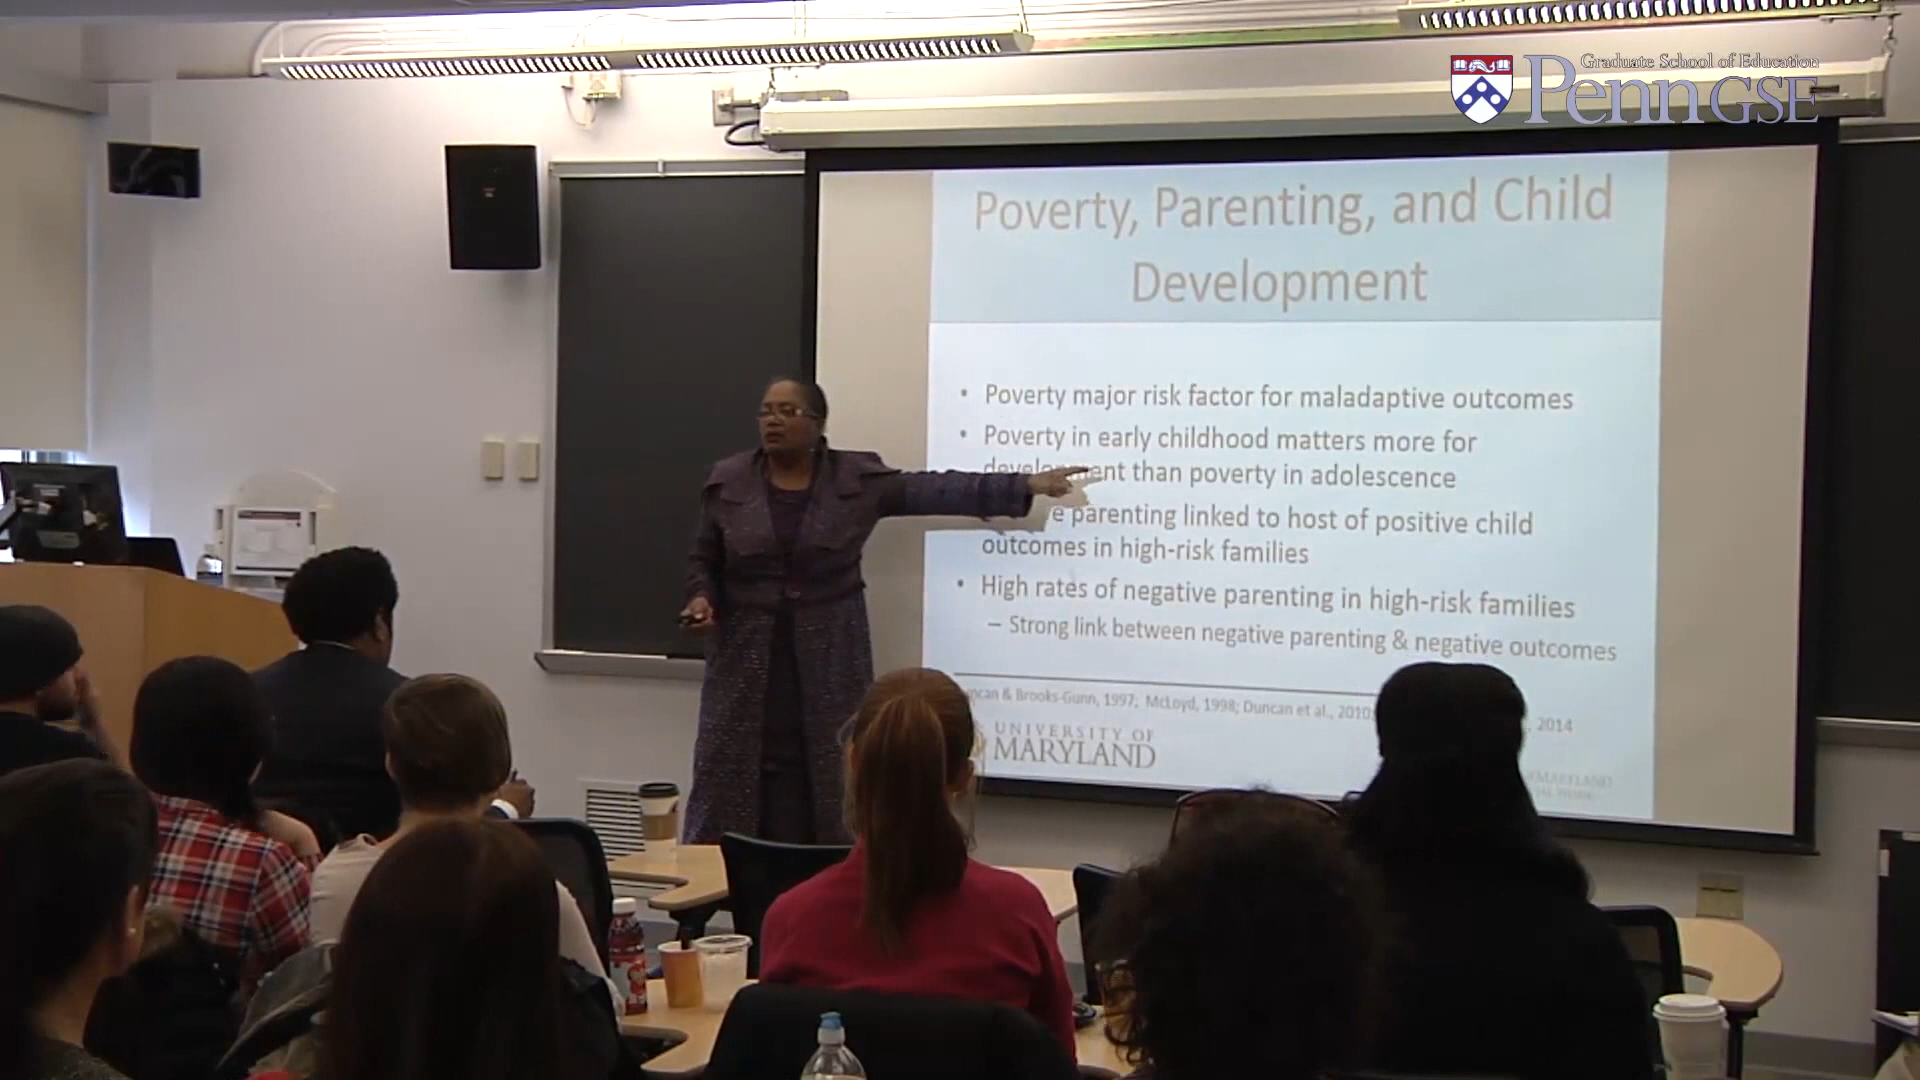 Graduate School of Education
Penn GSE
Poverty, Parenting, and Child
Development
• Poverty major risk factor for maladaptive outcomes
• Poverty in early childhood matters more for
than poverty in adolescence
parenting linked to host of positive child
outcomes in high-risk families
• High rates of negative parenting in high-risk families
– Strong link between negative parenting & negative outcomes
& Brooks-Gunn, 1997; McLoyd, 1998; Duncan et al., 2010; 2014
UNIVERSITY OF
MARYLAND